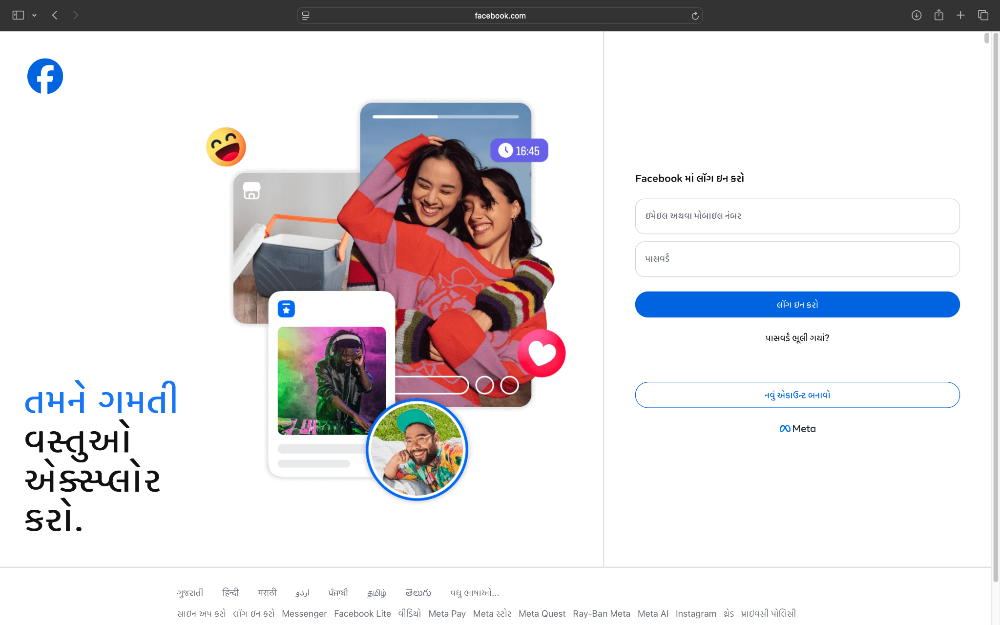 facebook.com
16:45
તમને ગમતી
વસ્તુઓ
એક્સ્પ્લોર
કરો.
Facebook માં લૉગ ઇન કરો
ઇમેઇલ અથવા મોબાઇલ નંબર
પાસવર્ડ
લૉગ ઇન કરો
પાસવર્ડ ભૂલી ગયાં?
નવું એકાઉન્ટ બનાવો
Meta
ગુજરાતી हिन्दी मराठी اردو ਪੰਜਾਬੀ தமிழ் తెలుగు વધુ ભાષાઓ...
સાઇન અપ કરો લૉગ ઇન કરો Messenger Facebook Lite વીડિયો Meta Pay Meta સ્ટોર Meta Quest Ray-Ban Meta Meta AI Instagram થ્રેડ પ્રાઇવસી પોલિસી